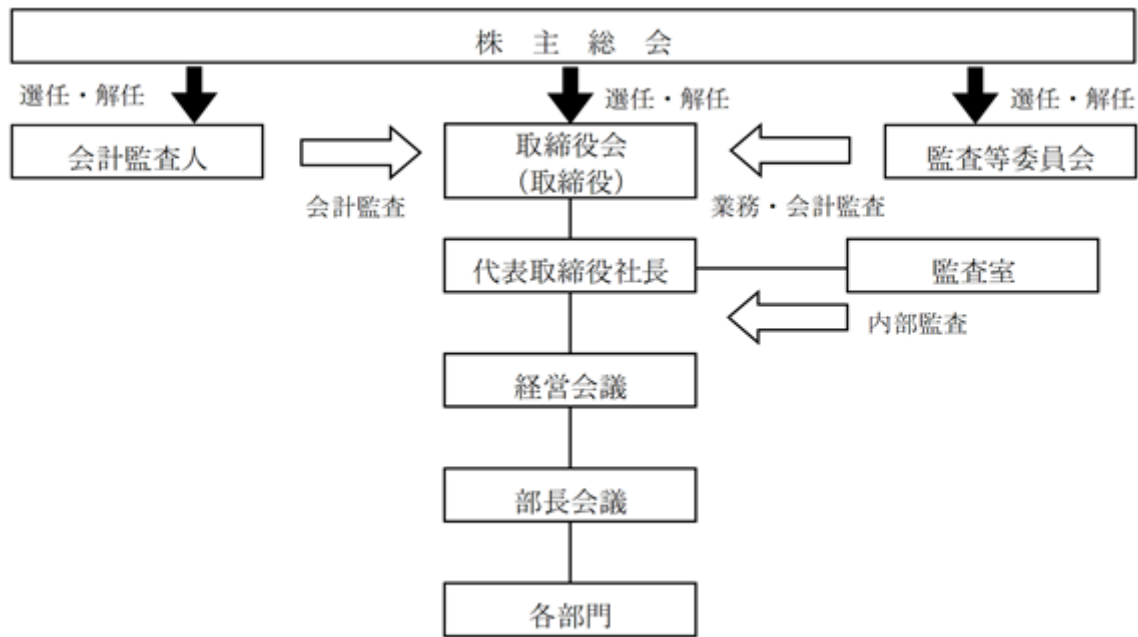 株主総会
選任・解任
選任・解任
選任・解任
会計監査人
取締役会
（取締役）
監査等委員会
会計監査
業務・会計監査
代表取締役社長
監査室
内部監査
経営会議
部長会議
各部門